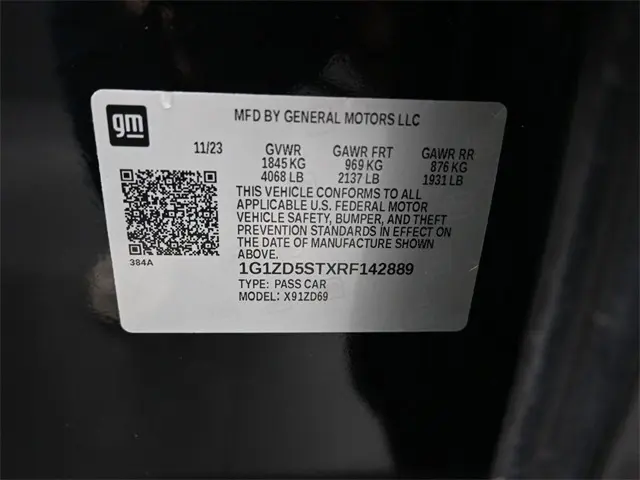 gm
MFD BY GENERAL MOTORS LLC
11/23 GVWR GAWR FRT GAWR RR
1845 KG 969 KG 876 KG
4068 LB 2137 LB 1931 LB
THIS VEHICLE CONFORMS TO ALL
APPLICABLE U.S. FEDERAL MOTOR
VEHICLE SAFETY, BUMPER, AND THEFT
PREVENTION STANDARDS IN EFFECT ON
THE DATE OF MANUFACTURE SHOWN
ABOVE.
384A
1G1ZD5STXRF142889
TYPE: PASS CAR
MODEL: X91ZD69